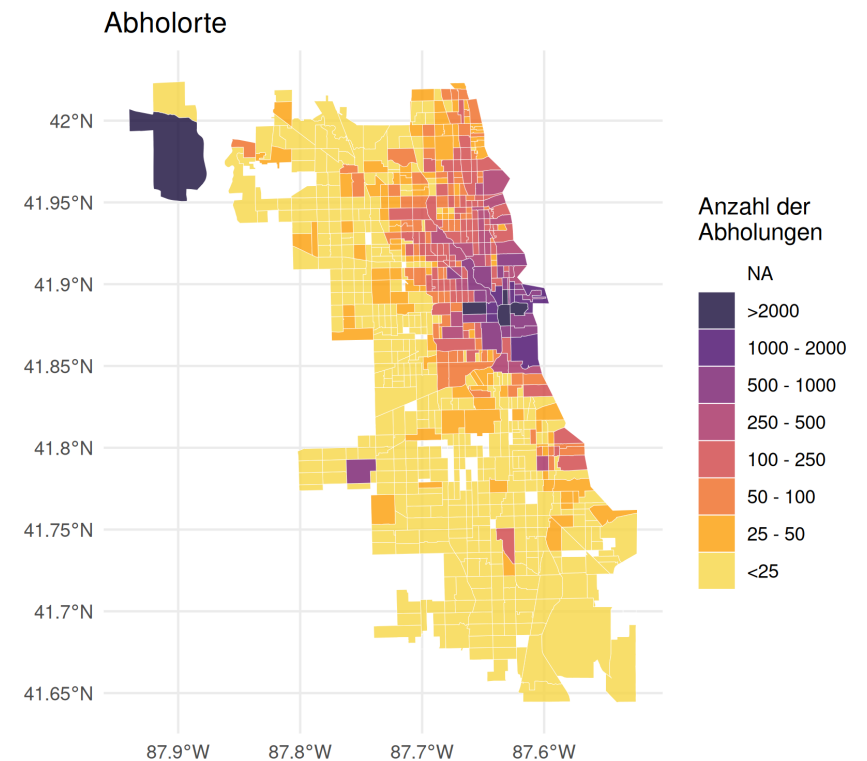 Abholorte
42°N
41.95°N
41.9°N
41.85°N
41.8°N
41.75°N
41.7°N
41.65°N
87.9°W 87.8°W 87.7°W 87.6°W
Anzahl der
Abholungen
NA
>2000
1000 - 2000
500 - 1000
250 - 500
100 - 250
50 - 100
25 - 50
<25